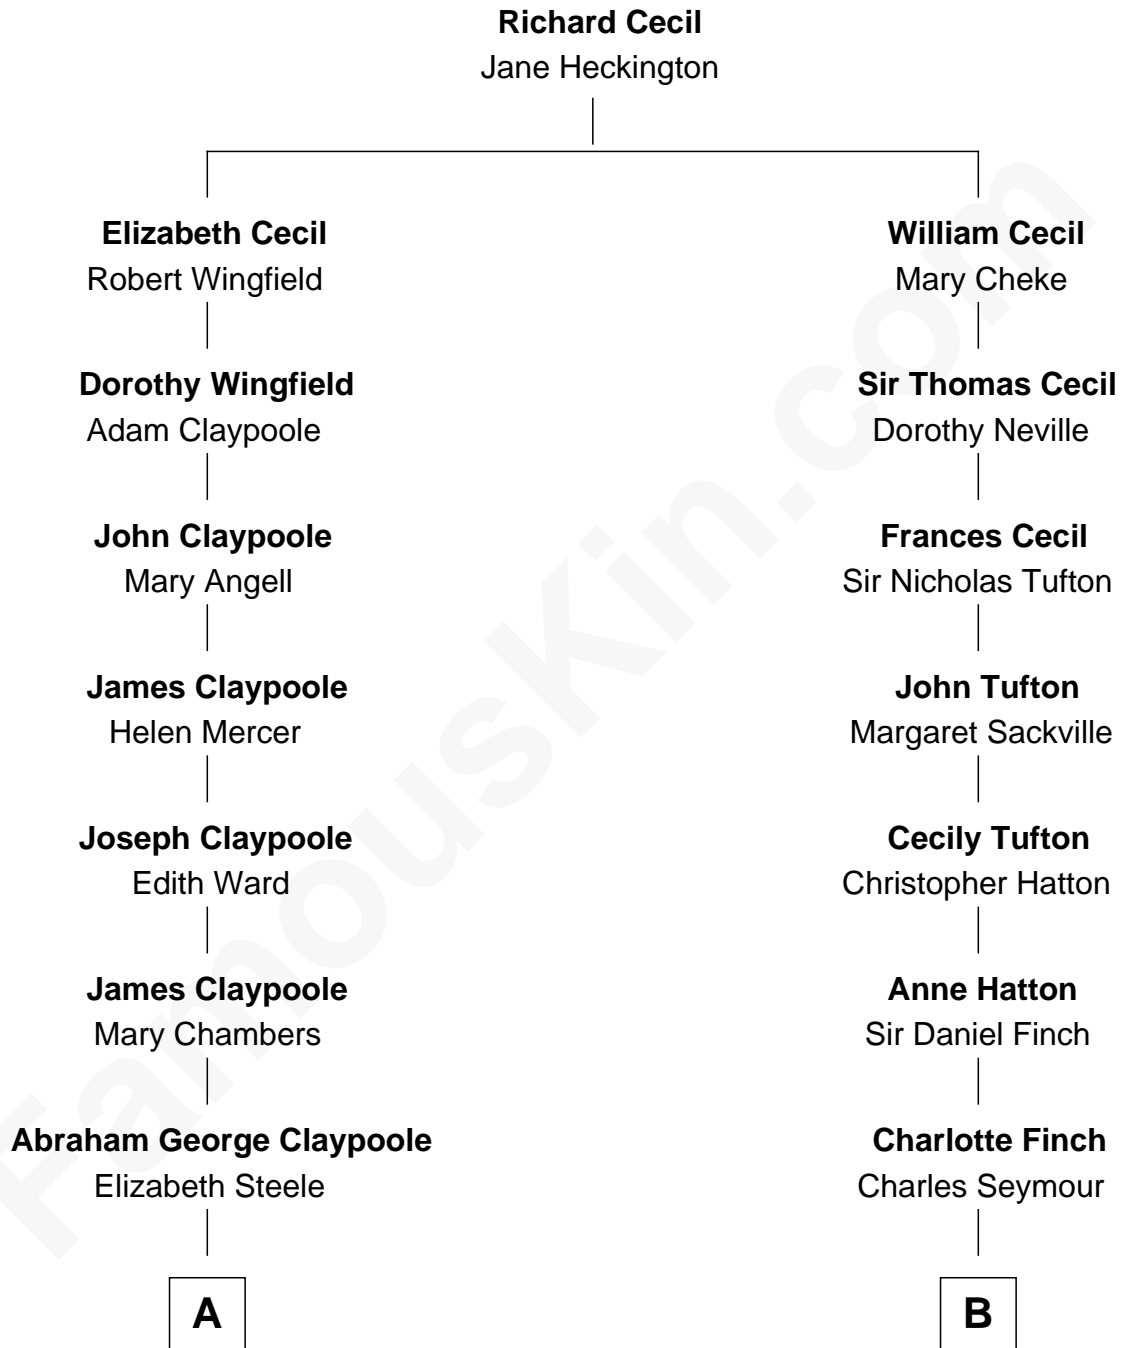 Richard Cecil
Jane Heckington
Elizabeth Cecil
Robert Wingfield
William Cecil
Mary Cheke
Dorothy Wingfield
Adam Claypoole
Sir Thomas Cecil
Dorothy Neville
John Claypoole
Mary Angell
Frances Cecil
Sir Nicholas Tufton
James Claypoole
Helen Mercer
John Tufton
Margaret Sackville
Joseph Claypoole
Edith Ward
Cecily Tufton
Christopher Hatton
James Claypoole
Mary Chambers
Anne Hatton
Sir Daniel Finch
Abraham George Claypoole
Elizabeth Steele
Charlotte Finch
Charles Seymour
A
B
FamousKin.com